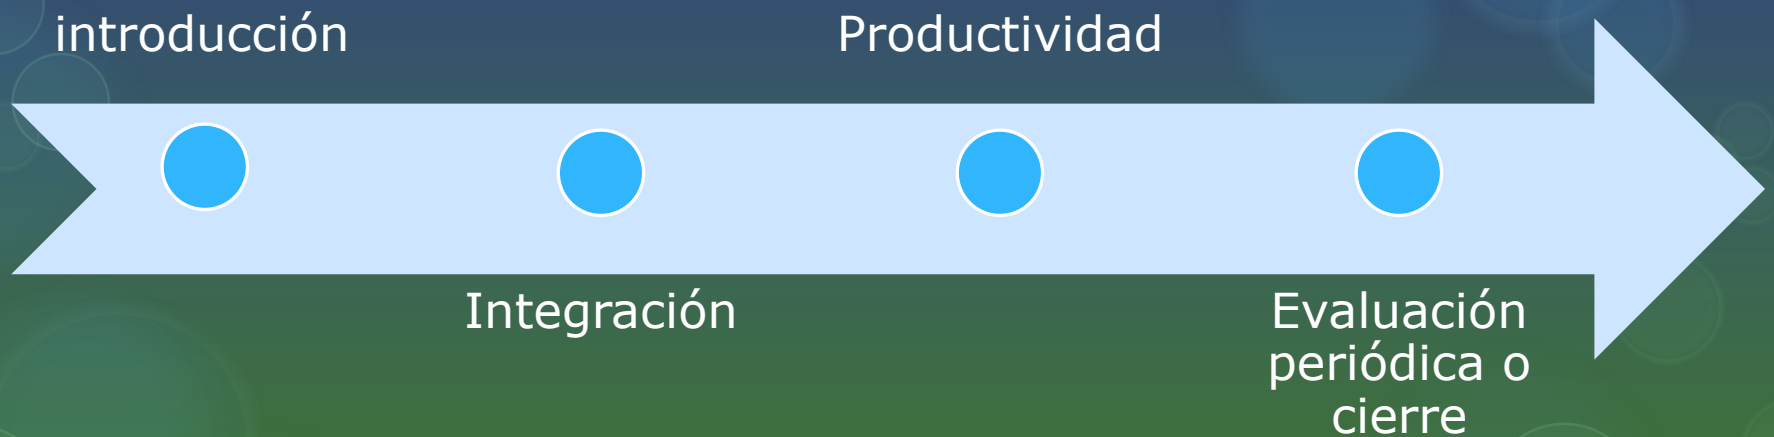 introducción
Productividad
Integración
Evaluación
periódica o
cierre